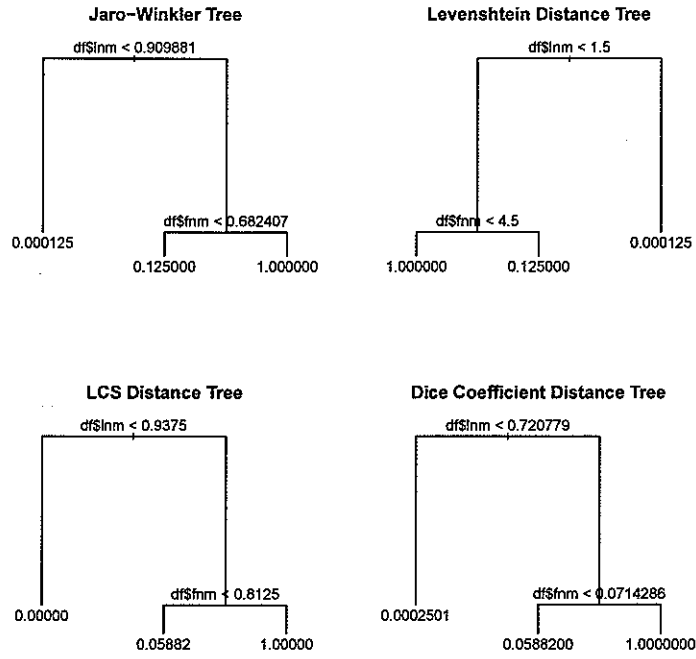 Jaro-Winkler Tree
df$lnm < 0.909881
df$fnm < 0.682407
0.000125
0.125000
1.000000
Levenshtein Distance Tree
df$lnm < 1.5
df$fnm < 4.5
0.000125
1.000000
0.125000
LCS Distance Tree
df$lnm < 0.9375
df$fnm < 0.8125
0.00000
0.05882
1.00000
Dice Coefficient Distance Tree
df$lnm < 0.720779
df$fnm < 0.0714286
0.0002501
0.0588200
1.0000000